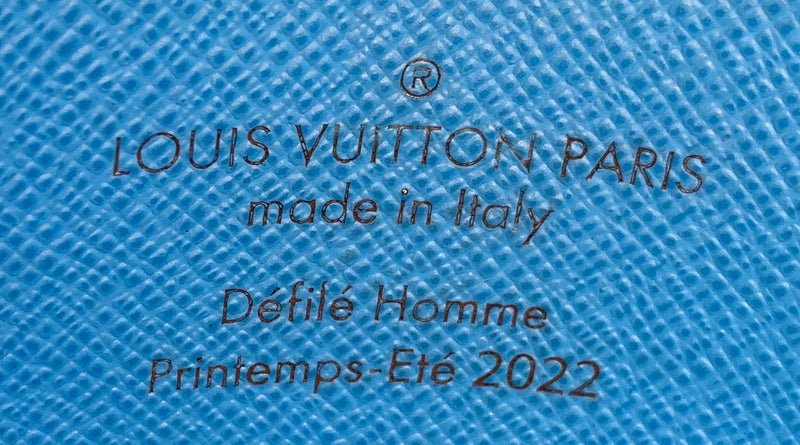 ®
LOUIS VUITTON PARIS
made in Italy
Défilé Homme
Printemps-Eté 2022